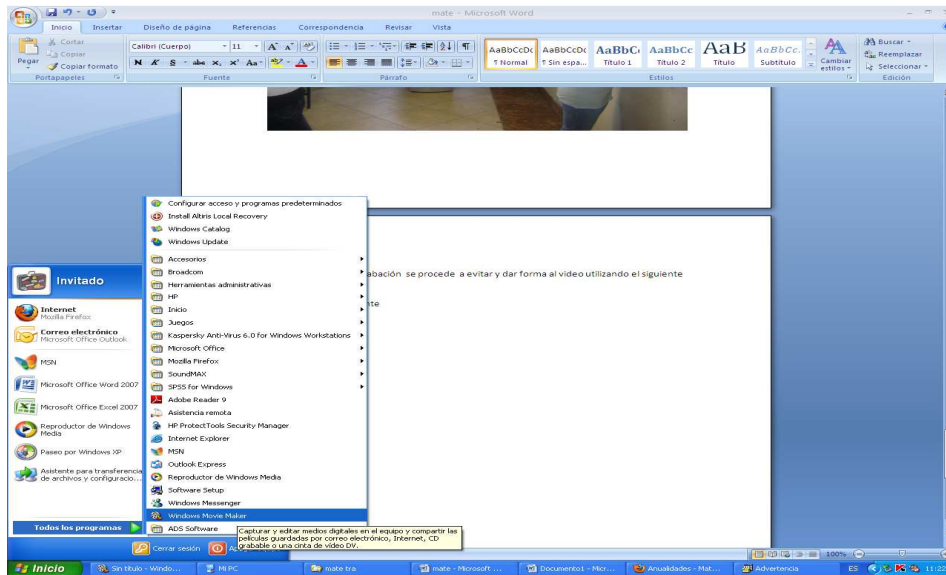 mate - Microsoft Word
Inicio Insertar Diseño de página Referencias Correspondencia Revisar Vista
Pegar
Cortar
Copiar
Copiar formato
Portapapeles
Calibri (Cuerpo) 11
N K S abc x₂ x² Aa
Fuente
Párrafo
AaBbCcDc AaBbCcDc AaBbC AaBbCc AaB AaBbCc.
¶ Normal ¶ Sin espa... Título 1 Título 2 Título Subtítulo
Cambiar estilos
Estilos
Buscar
Reemplazar
Seleccionar
Edición
abación se procede a evitar y dar forma al video utilizando el siguiente
nte
Invitado
Internet
Mozilla Firefox
Correo electrónico
Microsoft Office Outlook
MSN
Microsoft Office Word 2007
Microsoft Office Excel 2007
Reproductor de Windows
Media
Paseo por Windows XP
Asistente para transferencia
de archivos y configuracio...
Todos los programas
Configurar acceso y programas predeterminados
Install Altiris Local Recovery
Windows Catalog
Windows Update
Accesorios
Broadcom
Herramientas administrativas
HP
Inicio
Juegos
Kaspersky Anti-Virus 6.0 for Windows Workstations
Microsoft Office
Mozilla Firefox
SoundMAX
SPSS for Windows
Adobe Reader 9
Asistencia remota
HP ProtectTools Security Manager
Internet Explorer
MSN
Outlook Express
Reproductor de Windows Media
Software Setup
Windows Messenger
Windows Movie Maker
ADS Software
Capturar y editar medios digitales en el equipo y compartir las
películas guardadas por correo electrónico, Internet, CD
grabable o una cinta de vídeo DV.
Cerrar sesión
100%
Inicio Sin título - Windo... MI PC mate tra mate - Microsoft ... Documento1 - Micr... Anualidades - Mat... Advertencia ES 11:22